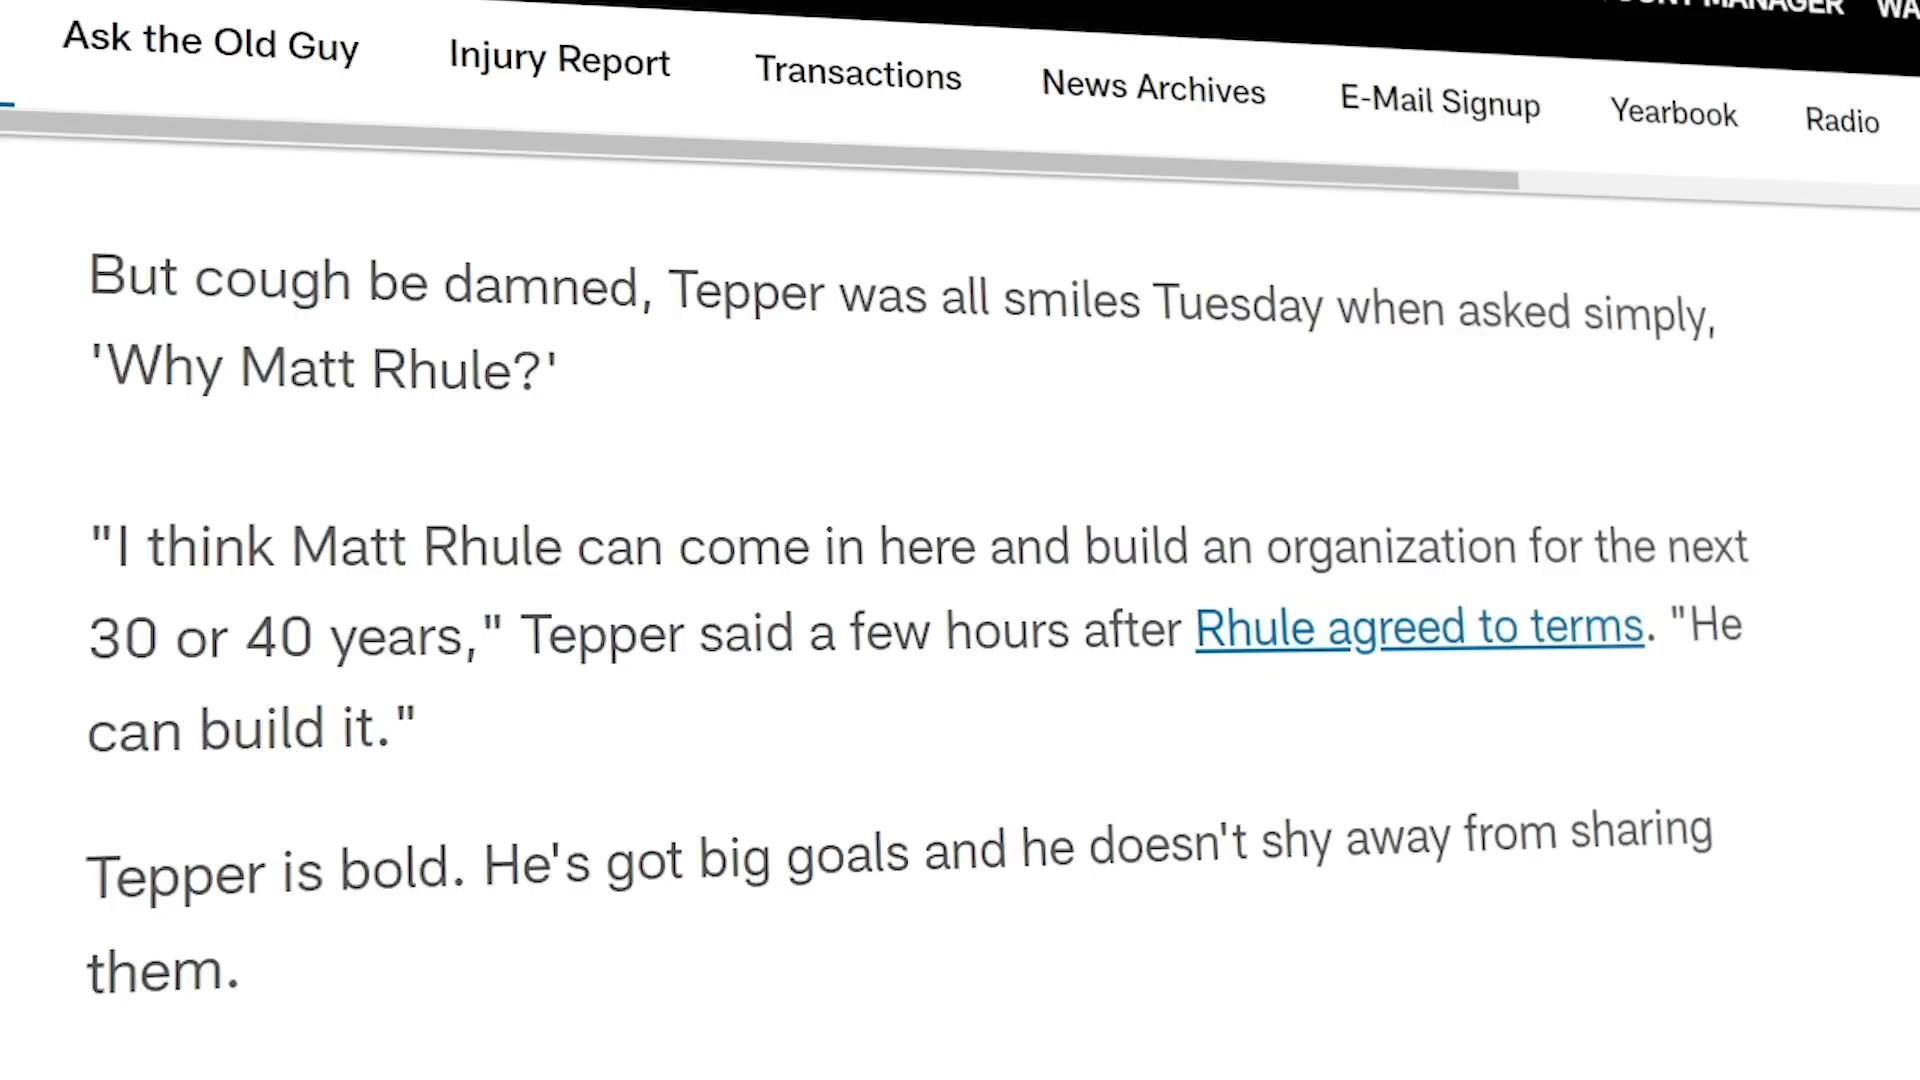 MANAGER
Ask the Old Guy Injury Report Transactions News Archives E-Mail Signup Yearbook Radio
But cough be damned, Tepper was all smiles Tuesday when asked simply,
'Why Matt Rhule?'
"I think Matt Rhule can come in here and build an organization for the next
30 or 40 years," Tepper said a few hours after Rhule agreed to terms. "He
can build it."
Tepper is bold. He's got big goals and he doesn't shy away from sharing
them.